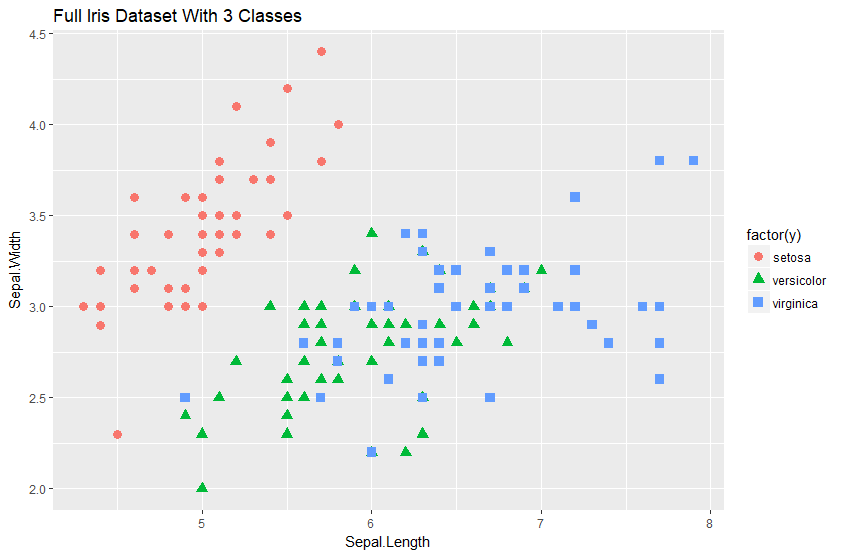 Full Iris Dataset With 3 Classes
4.5
4.0
3.5
3.0
2.5
2.0
Sepal.Width
5
6
7
8
Sepal.Length
factor(y)
setosa
versicolor
virginica